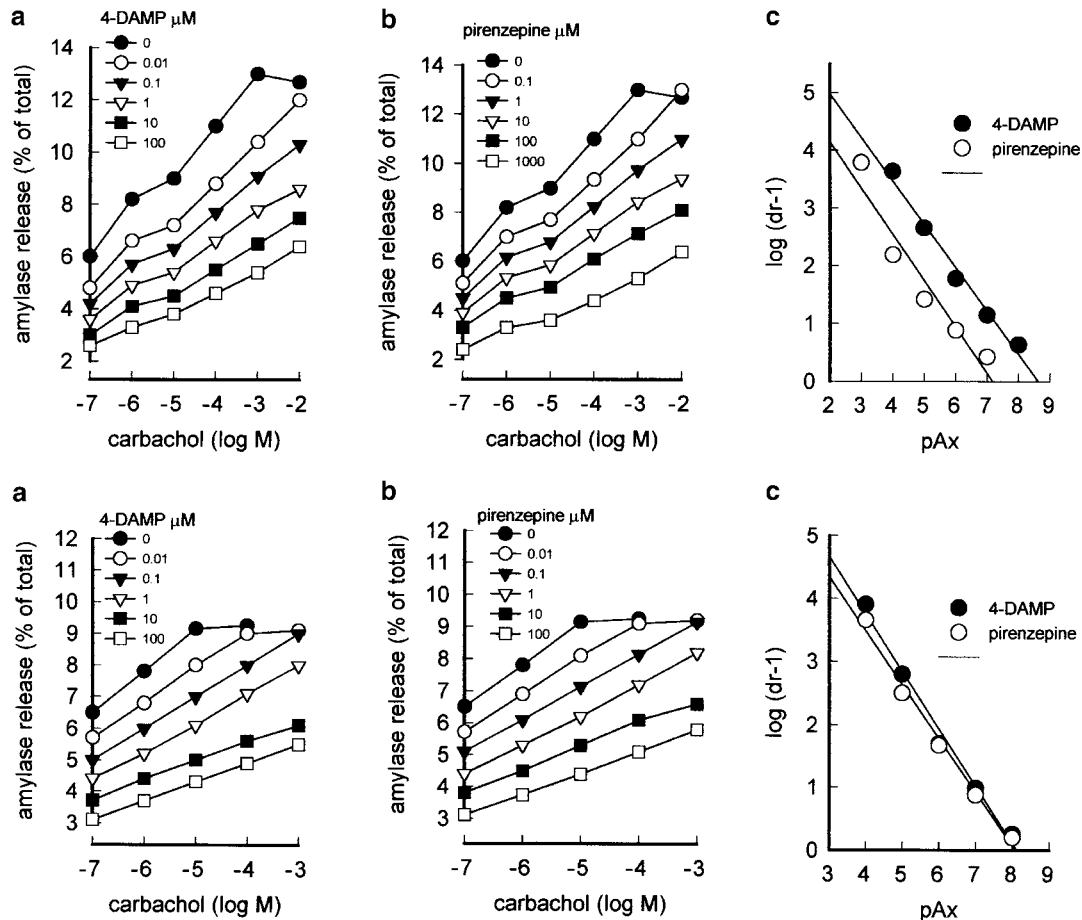 a
4-DAMP µM
0
0.01
0.1
1
10
100
amylase release (% of total)
14
12
10
8
6
4
2
-7 -6 -5 -4 -3 -2
carbachol (log M)
b
pirenzepine µM
0
0.1
1
10
100
1000
amylase release (% of total)
14
12
10
8
6
4
2
-7 -6 -5 -4 -3 -2
carbachol (log M)
c
4-DAMP
pirenzepine
log (dr-1)
5
4
3
2
1
0
2 3 4 5 6 7 8 9
pAx
a
4-DAMP µM
0
0.01
0.1
1
10
100
amylase release (% of total)
12
11
10
9
8
7
6
5
4
3
-7 -6 -5 -4 -3
carbachol (log M)
b
pirenzepine µM
0
0.01
0.1
1
10
100
amylase release (% of total)
12
11
10
9
8
7
6
5
4
3
-7 -6 -5 -4 -3
carbachol (log M)
c
4-DAMP
pirenzepine
log (dr-1)
5
4
3
2
1
0
3 4 5 6 7 8 9
pAx